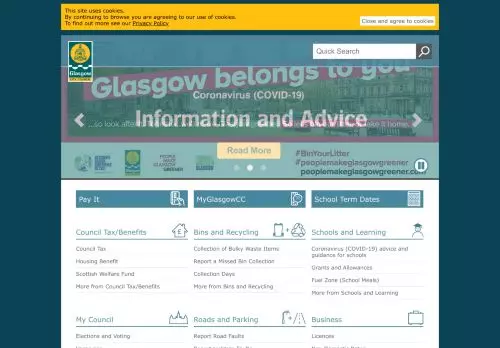 This site uses cookies.
By continuing to browse you are agreeing to our use of cookies.
To find out more see our Privacy Policy
Close and agree to cookies
Glasgow
CITY COUNCIL
Quick Search
Glasgow belongs to you
Coronavirus (COVID-19)
Information and Advice
...so look after
Read More
#BinYourLitter
#peoplemakeglasgowgreener
peoplemakeglasgowgreener.com
PEOPLE
MAKE
GLASGOW
GREENER
Pay It
MyGlasgowCC
School Term Dates
Council Tax/Benefits
Bins and Recycling
Schools and Learning
Council Tax
Collection of Bulky Waste Items
Coronavirus (COVID-19) advice and
guidance for schools
Housing Benefit
Report a Missed Bin Collection
Grants and Allowances
Scottish Welfare Fund
Collection Days
Fuel Zone (School Meals)
More from Council Tax/Benefits
More from Bins and Recycling
More from Schools and Learning
My Council
Roads and Parking
Business
Elections and Voting
Report Road Faults
Licences